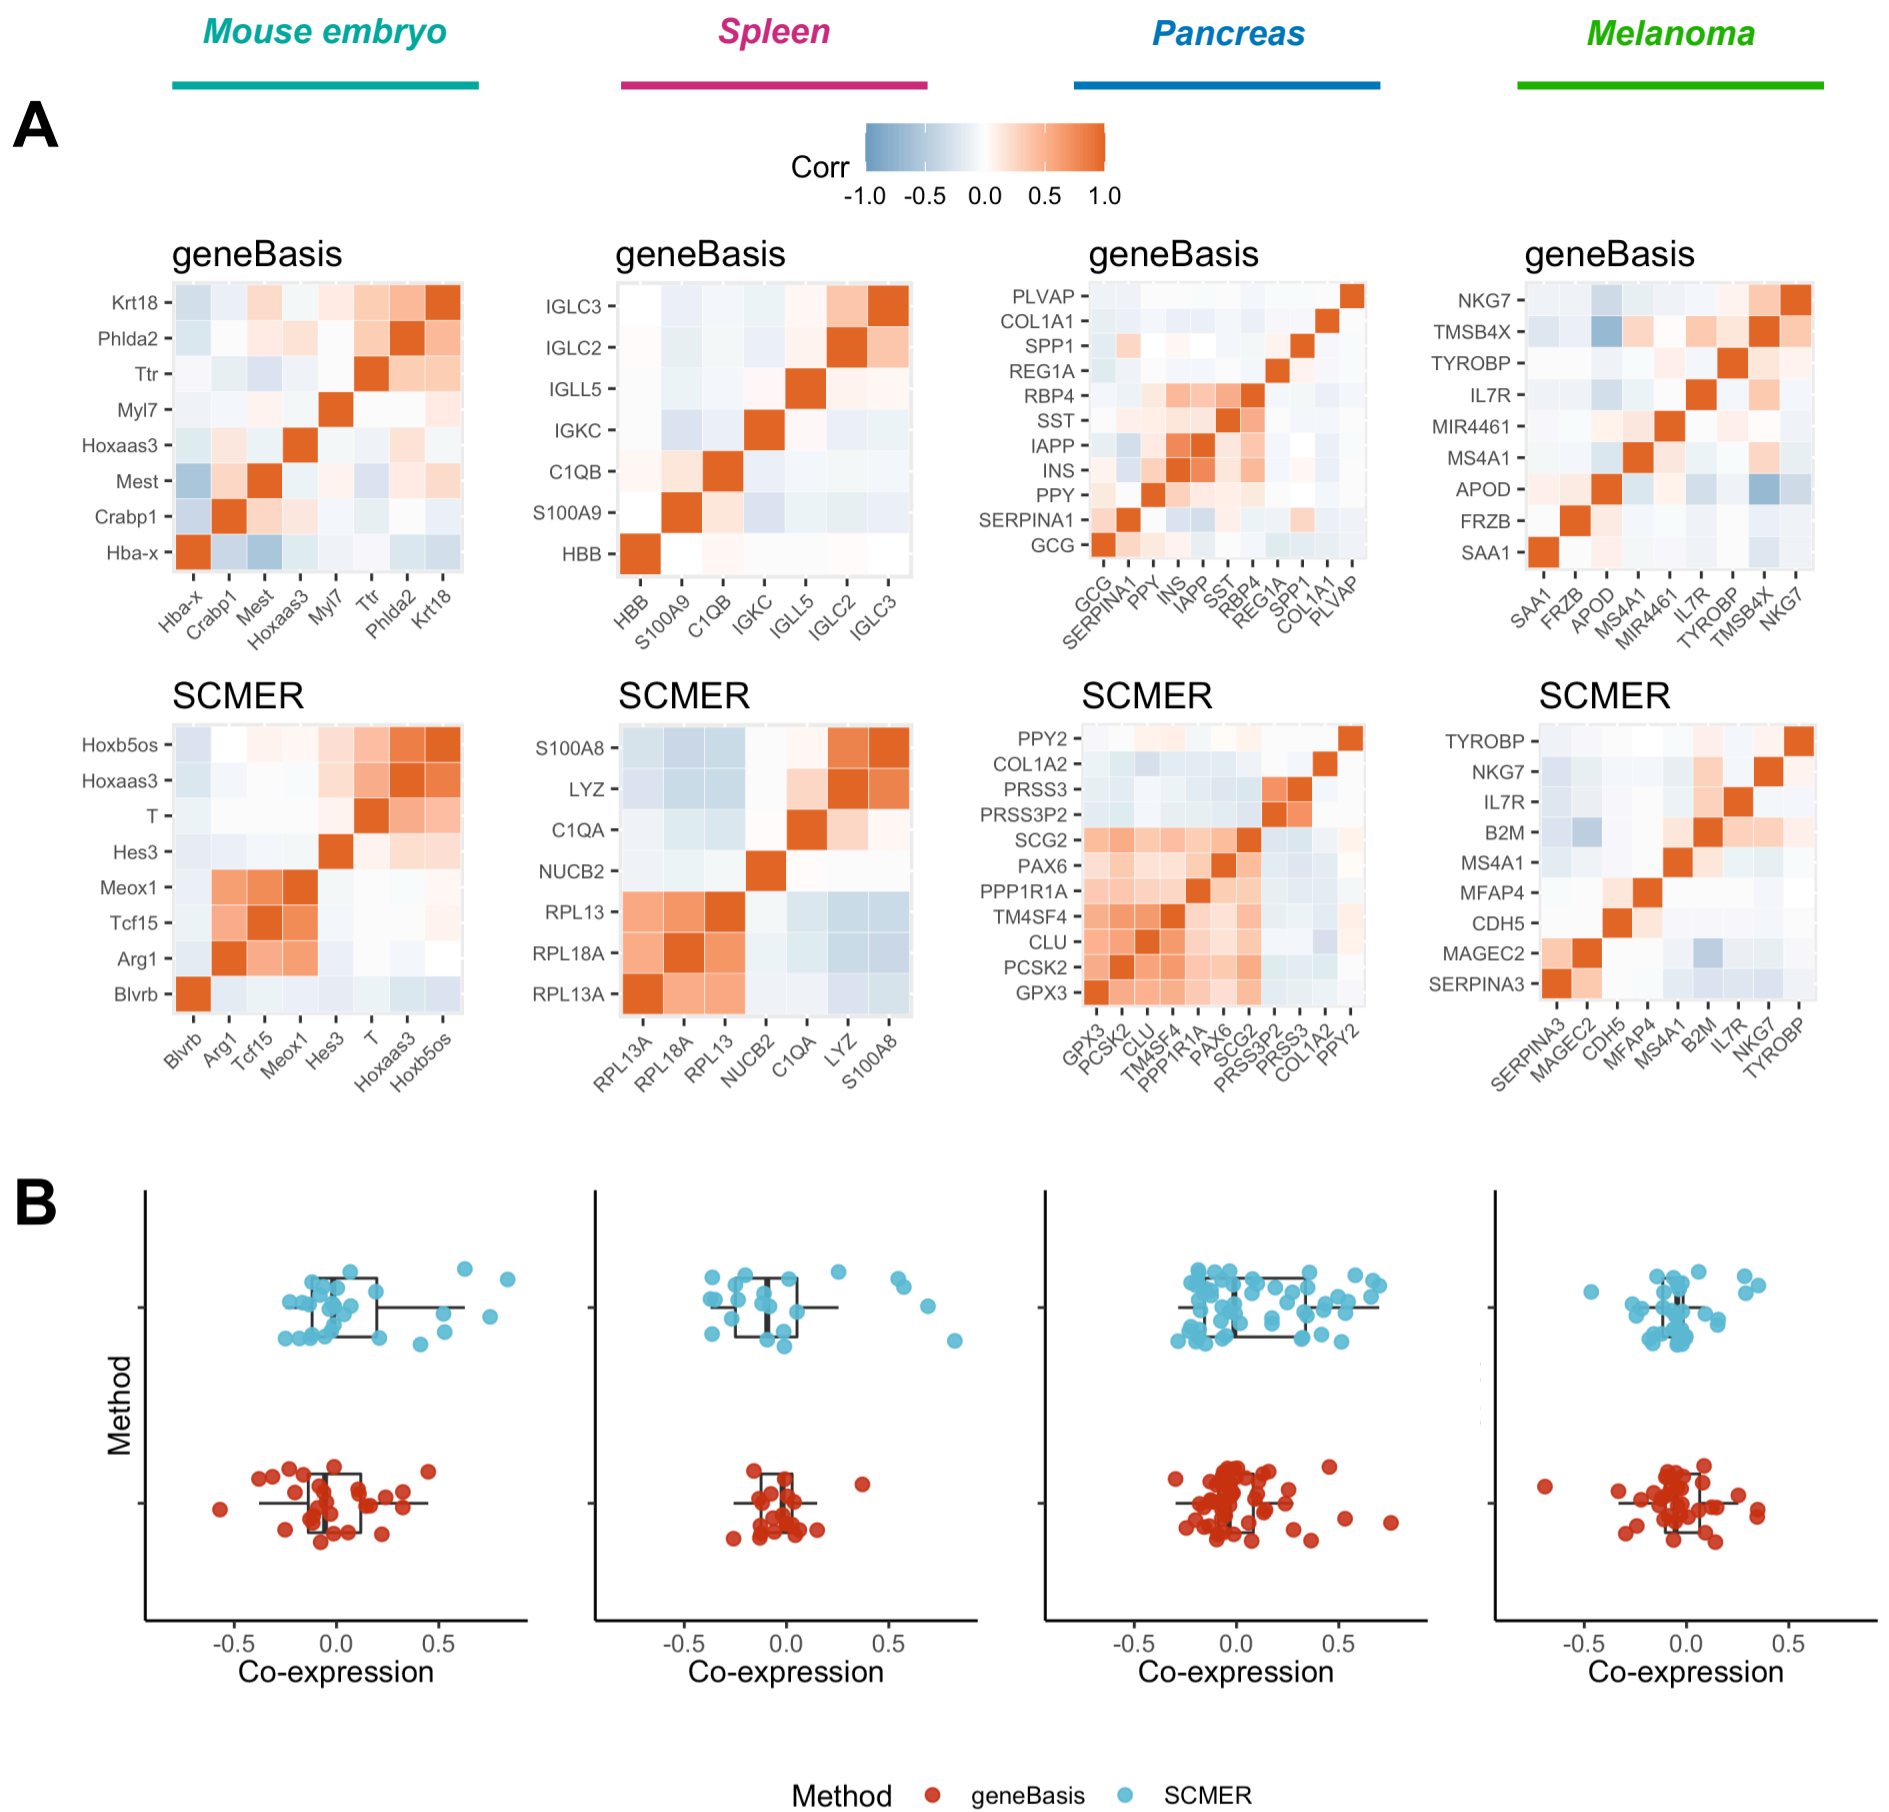 Mouse embryo Spleen Pancreas Melanoma
A
Corr
-1.0 -0.5 0.0 0.5 1.0
geneBasis geneBasis geneBasis geneBasis
Krt18
Phlda2
Ttr
Myl7
Hoxaas3
Mest
Crabp1
Hba-x
Hba-x Crabp1 Mest Hoxaas3 Myl7 Ttr Phlda2 Krt18
IGLC3
IGLC2
IGLL5
IGKC
C1QB
S100A9
HBB
HBB S100A9 C1QB IGKC IGLL5 IGLC2 IGLC3
PLVAP
COL1A1
SPP1
REG1A
RBP4
SST
IAPP
INS
PPY
SERPINA1
GCG
GCG SERPINA1 PPY INS IAPP SST RBP4 REG1A SPP1 COL1A1 PLVAP
NKG7
TMSB4X
TYROBP
IL7R
MIR4461
MS4A1
APOD
FRZB
SAA1
SAA1 FRZB APOD MS4A1 MIR4461 IL7R TYROBP TMSB4X NKG7
SCMER SCMER SCMER SCMER
Hoxb5os
Hoxaas3
T
Hes3
Meox1
Tcf15
Arg1
Blvrb
Blvrb Arg1 Tcf15 Meox1 Hes3 T Hoxaas3 Hoxb5os
S100A8
LYZ
C1QA
NUCB2
RPL13
RPL18A
RPL13A
RPL13A RPL18A RPL13 NUCB2 C1QA LYZ S100A8
PPY2
COL1A2
PRSS3
PRSS3P2
SCG2
PAX6
PPP1R1A
TM4SF4
CLU
PCSK2
GPX3
GPX3 PCSK2 CLU TM4SF4 PPP1R1A PAX6 SCG2 PRSS3P2 PRSS3 COL1A2 PPY2
TYROBP
NKG7
IL7R
B2M
MS4A1
MFAP4
CDH5
MAGEC2
SERPINA3
SERPINA3 MAGEC2 CDH5 MFAP4 MS4A1 B2M IL7R NKG7 TYROBP
B
Method
-0.5 0.0 0.5 -0.5 0.0 0.5 -0.5 0.0 0.5 -0.5 0.0 0.5
Co-expression Co-expression Co-expression Co-expression
Method geneBasis SCMER